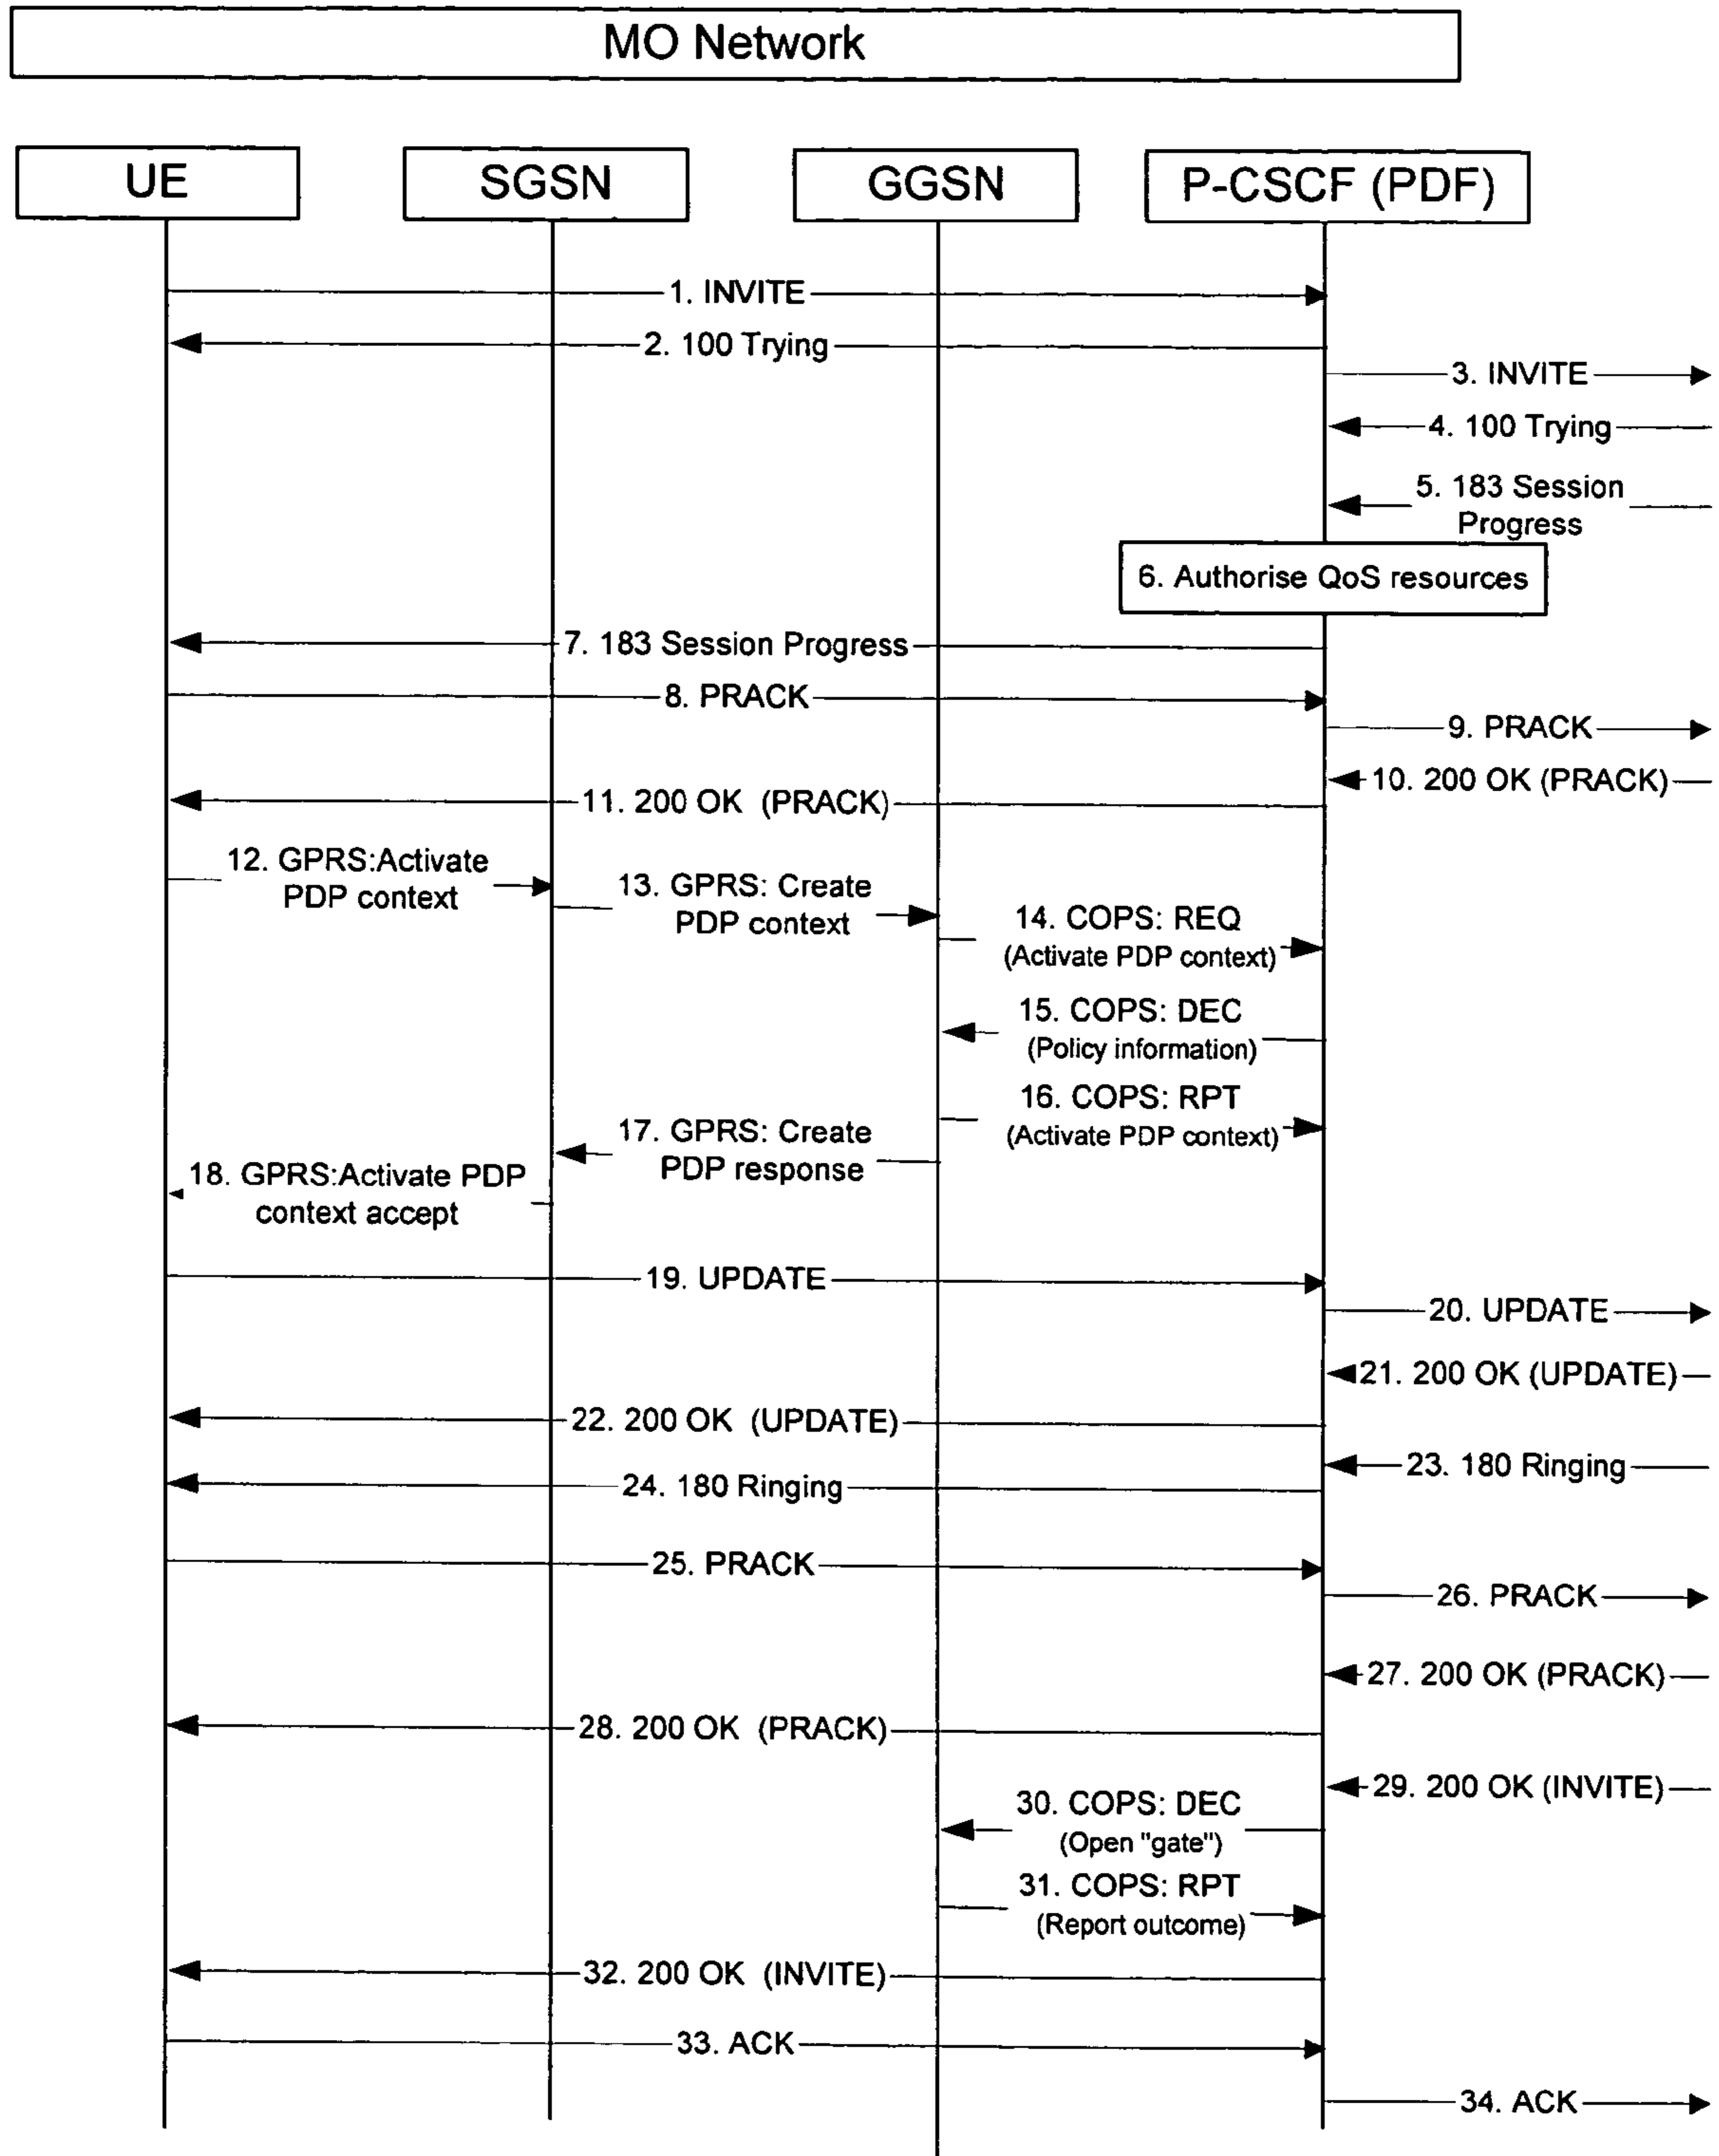 MO Network
UE
SGSN
GGSN
P-CSCF (PDF)
1. INVITE
2. 100 Trying
3. INVITE
4. 100 Trying
5. 183 Session
Progress
6. Authorise QoS resources
7. 183 Session Progress
8. PRACK
9. PRACK
10. 200 OK (PRACK)
11. 200 OK (PRACK)
12. GPRS:Activate
PDP context
13. GPRS: Create
PDP context
14. COPS: REQ
(Activate PDP context)
15. COPS: DEC
(Policy information)
16. COPS: RPT
(Activate PDP context)
17. GPRS: Create
PDP response
18. GPRS:Activate PDP
context accept
19. UPDATE
20. UPDATE
21. 200 OK (UPDATE)
22. 200 OK (UPDATE)
23. 180 Ringing
24. 180 Ringing
25. PRACK
26. PRACK
27. 200 OK (PRACK)
28. 200 OK (PRACK)
29. 200 OK (INVITE)
30. COPS: DEC
(Open "gate")
31. COPS: RPT
(Report outcome)
32. 200 OK (INVITE)
33. ACK
34. ACK